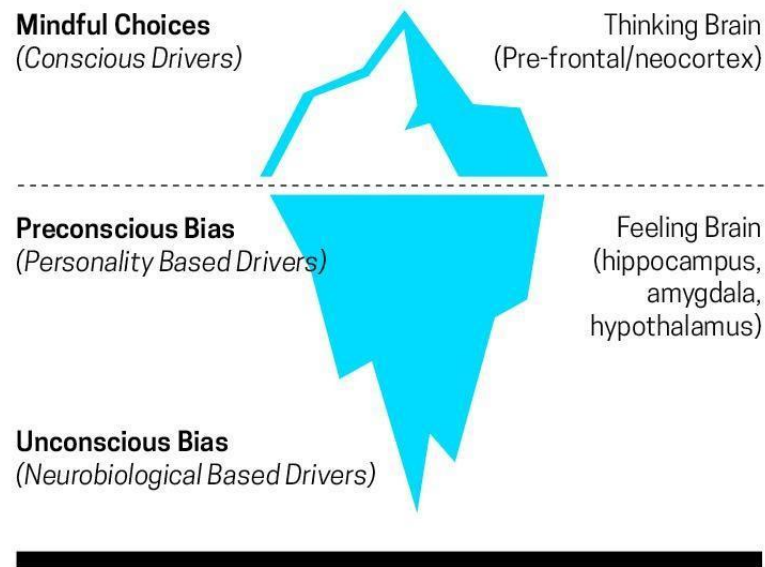 Mindful Choices
(Conscious Drivers)
Thinking Brain
(Pre-frontal/neocortex)
Preconscious Bias
(Personality Based Drivers)
Feeling Brain
(hippocampus,
amygdala,
hypothalamus)
Unconscious Bias
(Neurobiological Based Drivers)